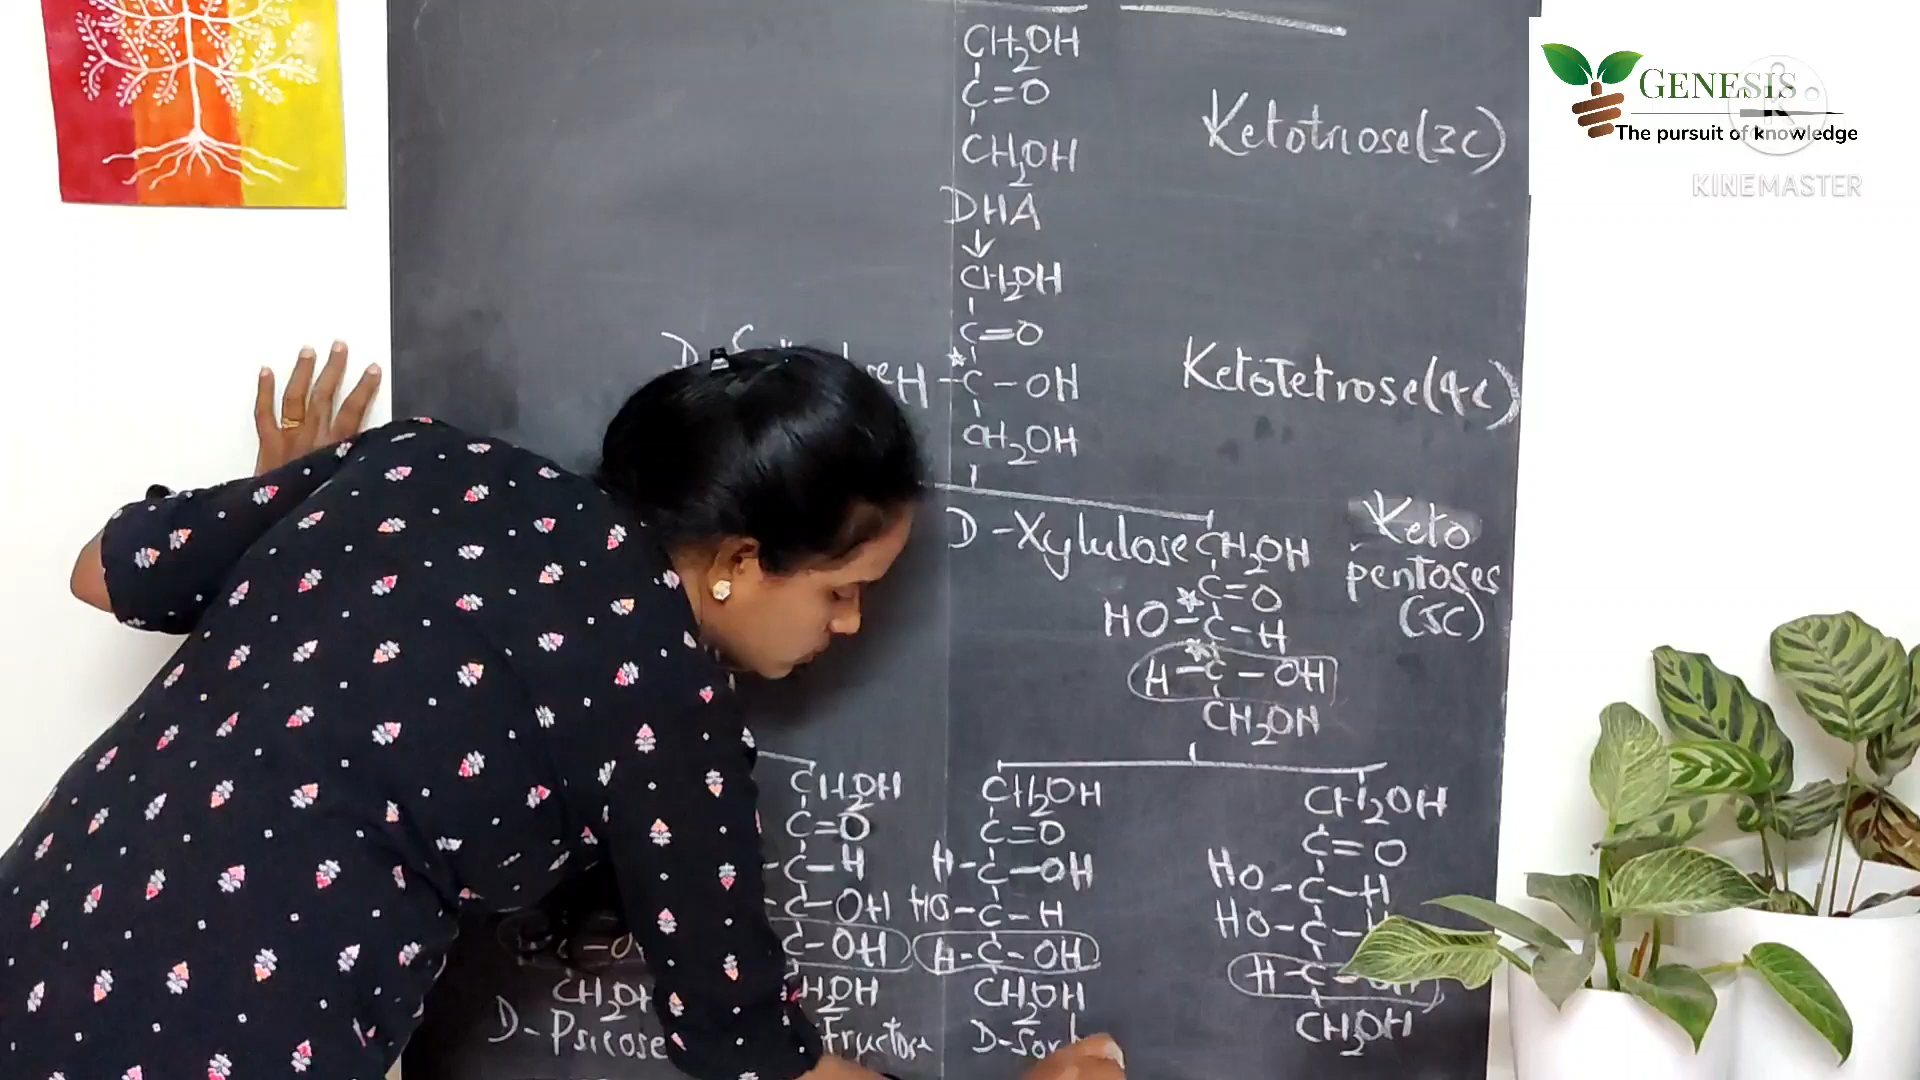 CH2OH
C=O
CH2OH
DHA
Ketotriose(3C)
GENESIS
The pursuit of knowledge
KINEMASTER
CH2OH
C=O
H-C-OH
CH2OH
KetoTetrose(4C)
D-Xylulose
CH2OH
C=O
HO-C-H
H-C-OH
CH2OH
Keto
pentoses
(5C)
CH2OH
D-Psicose
CH2OH
C=O
-C-H
-C-OH
C-OH
H2OH
Fructose
CH2OH
C=O
H-C-OH
HO-C-H
H-C-OH
CH2OH
D-Sorb
CH2OH
C=O
HO-C-H
HO-C-H
H-C-OH
CH2OH